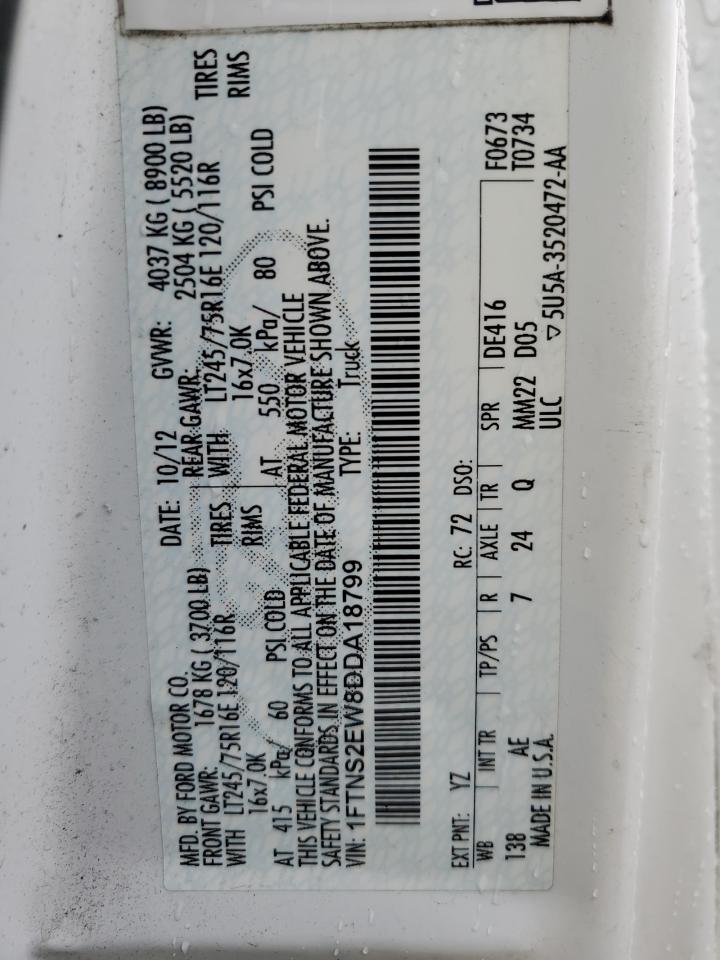 MFD. BY FORD MOTOR CO. DATE: 10/12 GVWR: 4037 KG ( 8900 LB)
FRONT GAWR: 1678 KG ( 3700 LB) REAR GAWR: 2504 KG ( 5520 LB)
WITH LT245/75R16E 120/116R TIRES WITH LT245/75R16E 120/116R TIRES
16x7.0K RIMS 16x7.0K RIMS
AT 415 kPa/ 60 PSI COLD AT 550 kPa/ 80 PSI COLD
THIS VEHICLE CONFORMS TO ALL APPLICABLE FEDERAL MOTOR VEHICLE
SAFETY STANDARDS IN EFFECT ON THE DATE OF MANUFACTURE SHOWN ABOVE.
VIN: 1FTNS2EW8DDA18799 TYPE: Truck
EXT PNT: YZ RC: 72 DSO: F0673
WB INT TR TP/PS R AXLE TR SPR DE416 T0734
138 AE 7 24 Q MM22 D05
MADE IN U.S.A. ULC ▽ 5U5A-3520472-AA